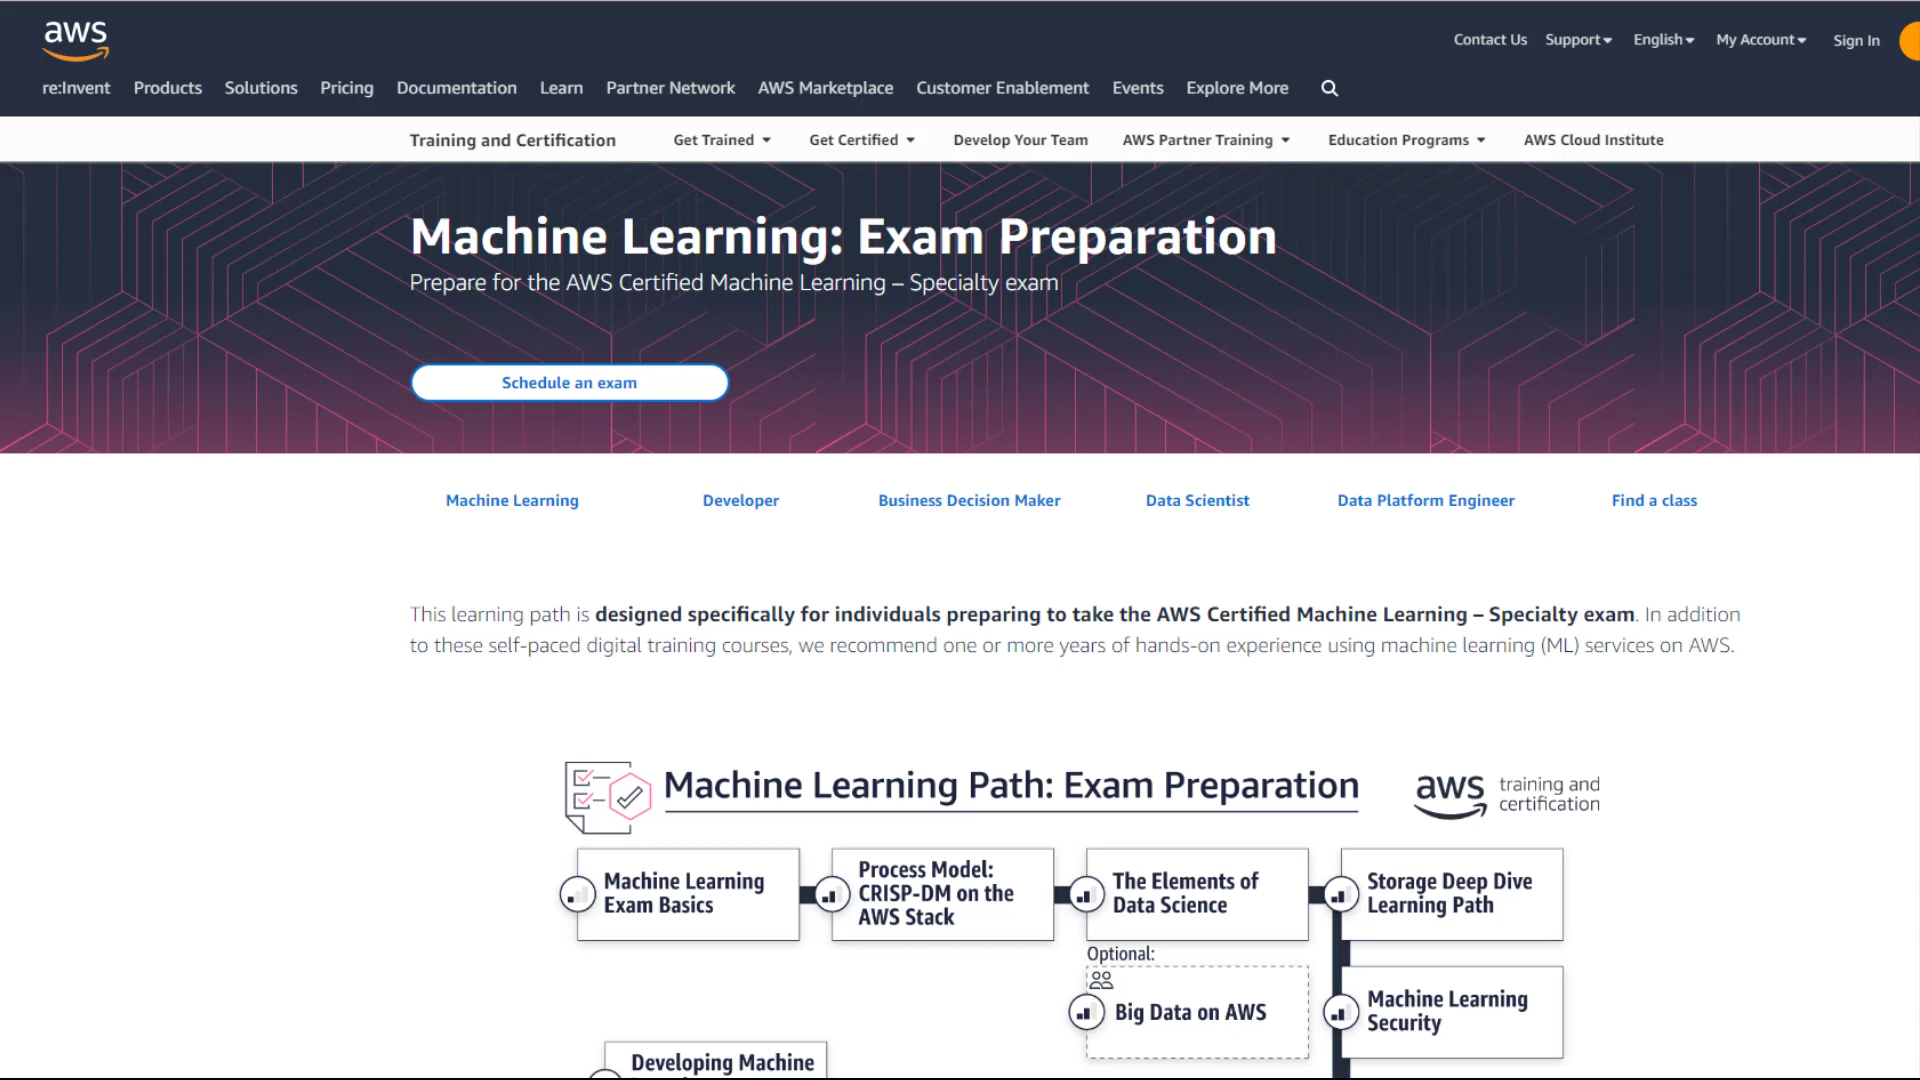 aws
Contact Us Support English My Account Sign In
re:Invent Products Solutions Pricing Documentation Learn Partner Network AWS Marketplace Customer Enablement Events Explore More
Training and Certification Get Trained Get Certified Develop Your Team AWS Partner Training Education Programs AWS Cloud Institute
Machine Learning: Exam Preparation
Prepare for the AWS Certified Machine Learning – Specialty exam
Schedule an exam
Machine Learning Developer Business Decision Maker Data Scientist Data Platform Engineer Find a class
This learning path is designed specifically for individuals preparing to take the AWS Certified Machine Learning – Specialty exam. In addition
to these self-paced digital training courses, we recommend one or more years of hands-on experience using machine learning (ML) services on AWS.
Machine Learning Path: Exam Preparation
aws training and
certification
Machine Learning
Exam Basics
Process Model:
CRISP-DM on the
AWS Stack
The Elements of
Data Science
Storage Deep Dive
Learning Path
Optional:
Big Data on AWS
Machine Learning
Security
Developing Machine